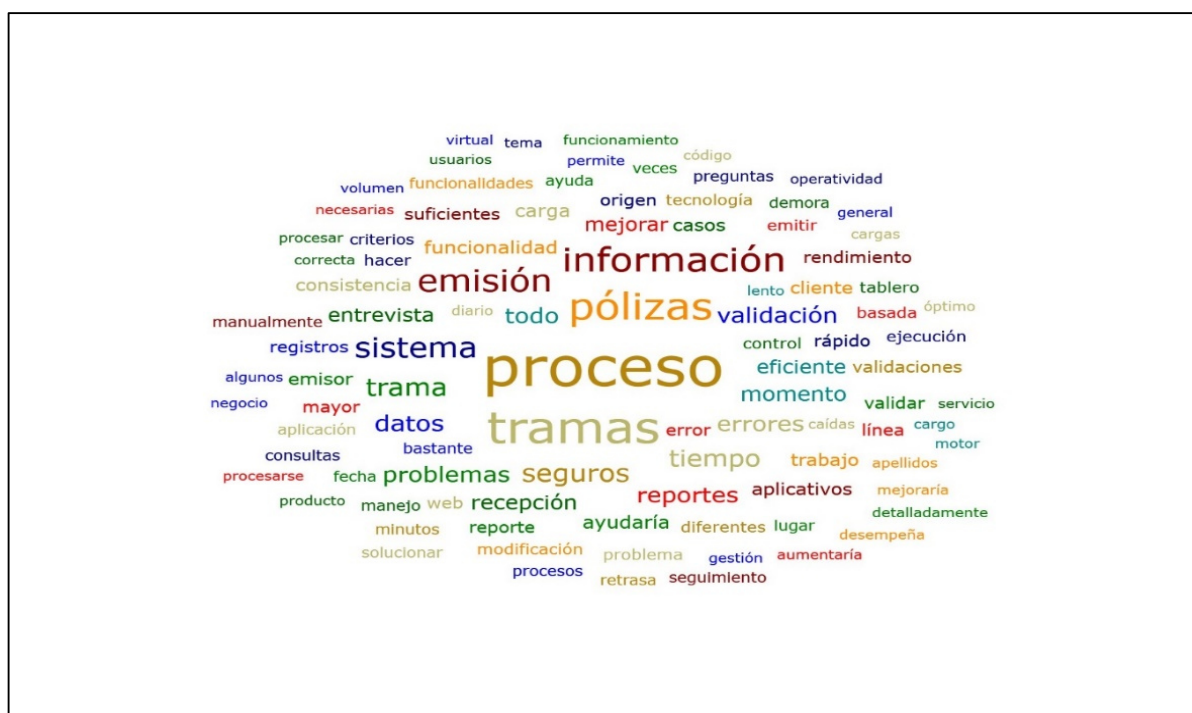 virtual tema funcionamiento
usuarios permite veces código
volumen funcionalidades ayuda preguntas operatividad
necesarias suficientes carga origen tecnología demora general
procesar criterios funcionalidad mejorar casos emitir cargas
correcta hacer emisión información rendimiento
consistencia lento cliente tablero
manualmente entrevista diario todo pólizas validación basada óptimo
registros sistema proceso control rápido ejecución
algunos emisor trama eficiente validaciones
negocio mayor momento validar servicio
aplicación datos tramas error errores caídas línea cargo
consultas bastante tiempo trabajo apellidos motor
procesarse fecha problemas seguros mejoraría
producto manejo web recepción reportes aplicativos detalladamente
minutos reporte ayudaría diferentes lugar desempeña
solucionar modificación problema gestión aumentaría
procesos retrasa seguimiento